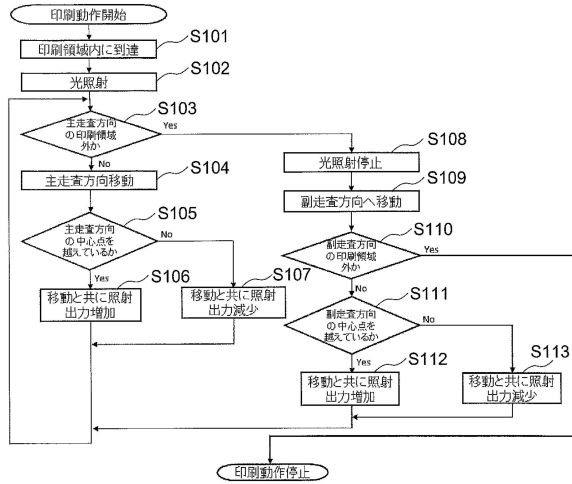 印刷動作開始
S101
印刷領域内に到達
S102
光照射
S103
主走査方向
の印刷領域
外か
Yes
No
S104
主走査方向移動
S105
主走査方向
の中心点を
越えているか
No
Yes
S106
移動と共に照射
出力増加
S107
移動と共に照射
出力減少
S108
光照射停止
S109
副走査方向へ移動
S110
副走査方向
の印刷領域
外か
Yes
No
S111
副走査方向
の中心点を
越えているか
No
Yes
S112
移動と共に照射
出力増加
S113
移動と共に照射
出力減少
印刷動作停止